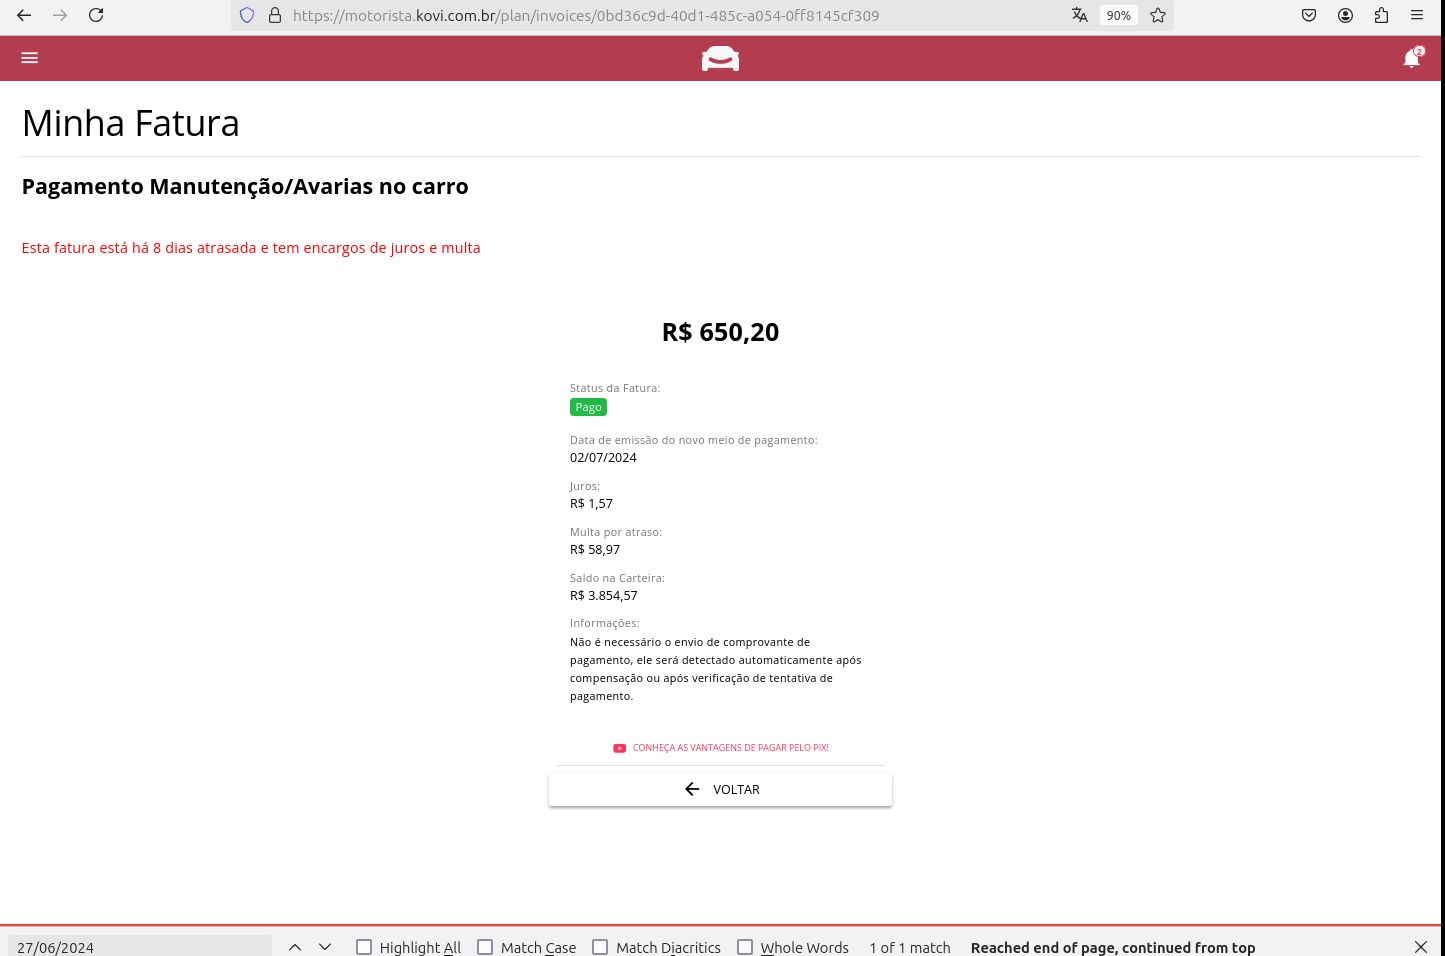 https://motorista.kovi.com.br/plan/invoices/0bd36c9d-40d1-485c-a054-0ff8145cf309
90%
2
Minha Fatura
Pagamento Manutenção/Avarias no carro
Esta fatura está há 8 dias atrasada e tem encargos de juros e multa
R$ 650,20
Status da Fatura:
Pago
Data de emissão do novo meio de pagamento:
02/07/2024
Juros:
R$ 1,57
Multa por atraso:
R$ 58,97
Saldo na Carteira:
R$ 3.854,57
Informações:
Não é necessário o envio de comprovante de
pagamento, ele será detectado automaticamente após
compensação ou após verificação de tentativa de
pagamento.
CONHEÇA AS VANTAGENS DE PAGAR PELO PIX!
VOLTAR
27/06/2024 Highlight All Match Case Match Diacritics Whole Words 1 of 1 match Reached end of page, continued from top